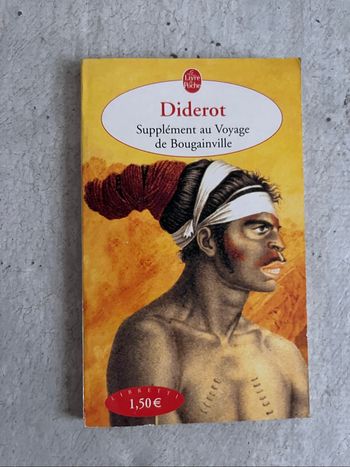 Le Livre
de Poche
Diderot
Supplément au Voyage
de Bougainville
LIBRETTI
1,50 €